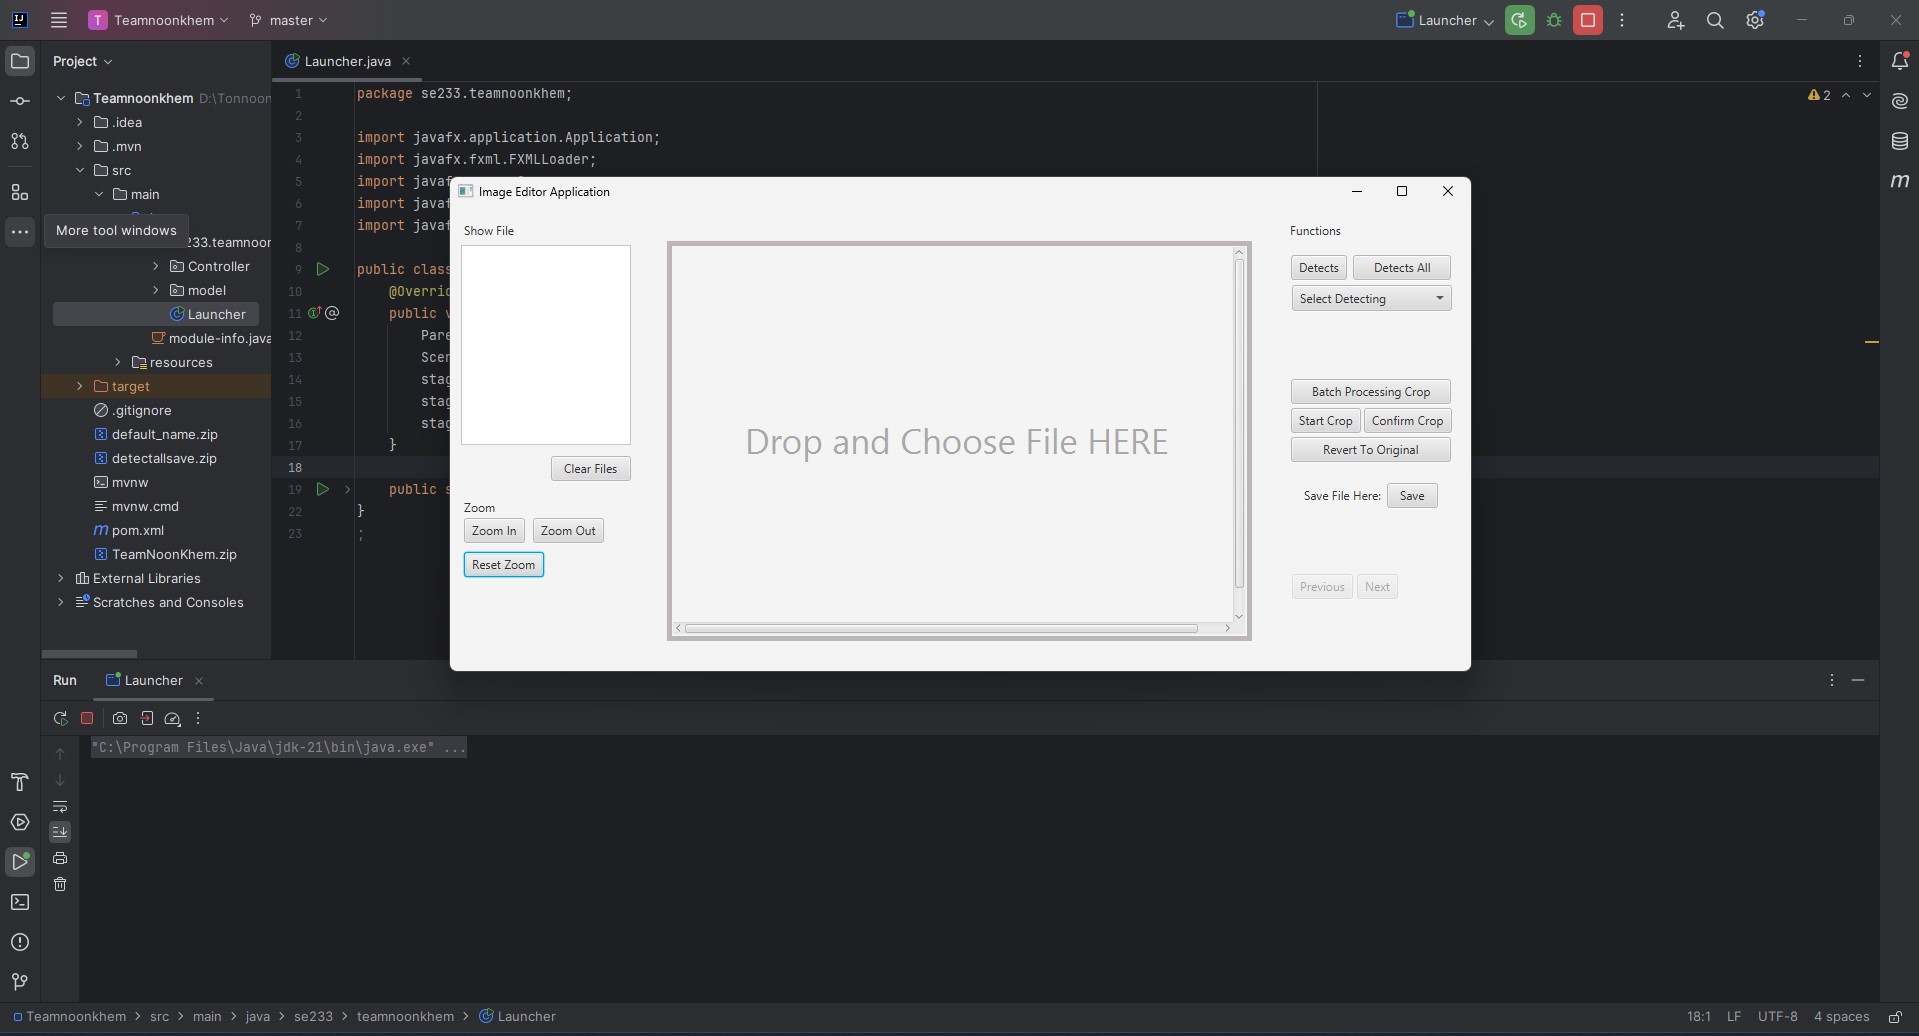 T Teamnoonkhem master Launcher
Project
Launcher.java
Teamnoonkhem D:\Tonnoon
.idea
.mvn
src
main
More tool windows
233.teamnoon
Controller
model
Launcher
module-info.java
resources
target
.gitignore
default_name.zip
detectallsave.zip
mvnw
mvnw.cmd
pom.xml
TeamNoonKhem.zip
External Libraries
Scratches and Consoles
2
1 package se233.teamnoonkhem;
2
3 import javafx.application.Application;
4 import javafx.fxml.FXMLLoader;
5 import javaf
6 import javaf
7 import javaf
8
9 public class
10 @Overrid
11 public v
12 Pare
13 Scen
14 stag
15 stag
16 stag
17 }
18
19 public s
22 }
23 ;
Image Editor Application
Show File
Clear Files
Zoom
Zoom In Zoom Out
Reset Zoom
Drop and Choose File HERE
Functions
Detects Detects All
Select Detecting
Batch Processing Crop
Start Crop Confirm Crop
Revert To Original
Save File Here: Save
Previous Next
Run Launcher
"C:\Program Files\Java\jdk-21\bin\java.exe" ...
Teamnoonkhem > src > main > java > se233 > teamnoonkhem > Launcher
18:1 LF UTF-8 4 spaces